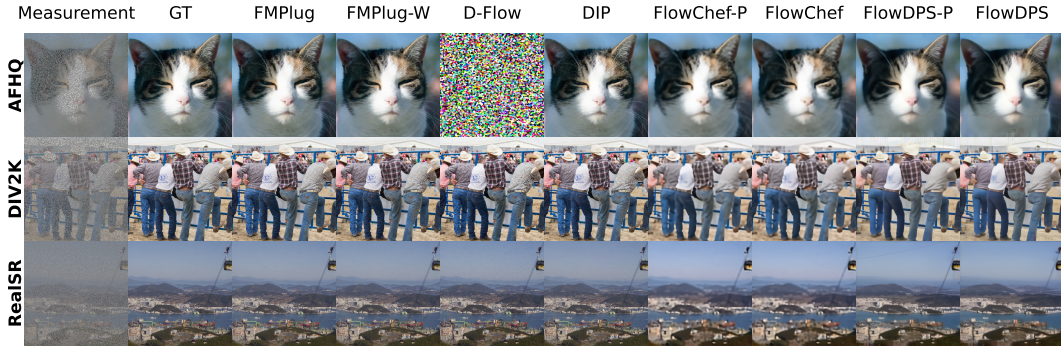 Measurement GT FMPlug FMPlug-W D-Flow DIP FlowChef-P FlowChef FlowDPS-P FlowDPS
AFHQ
DIV2K
RealSR